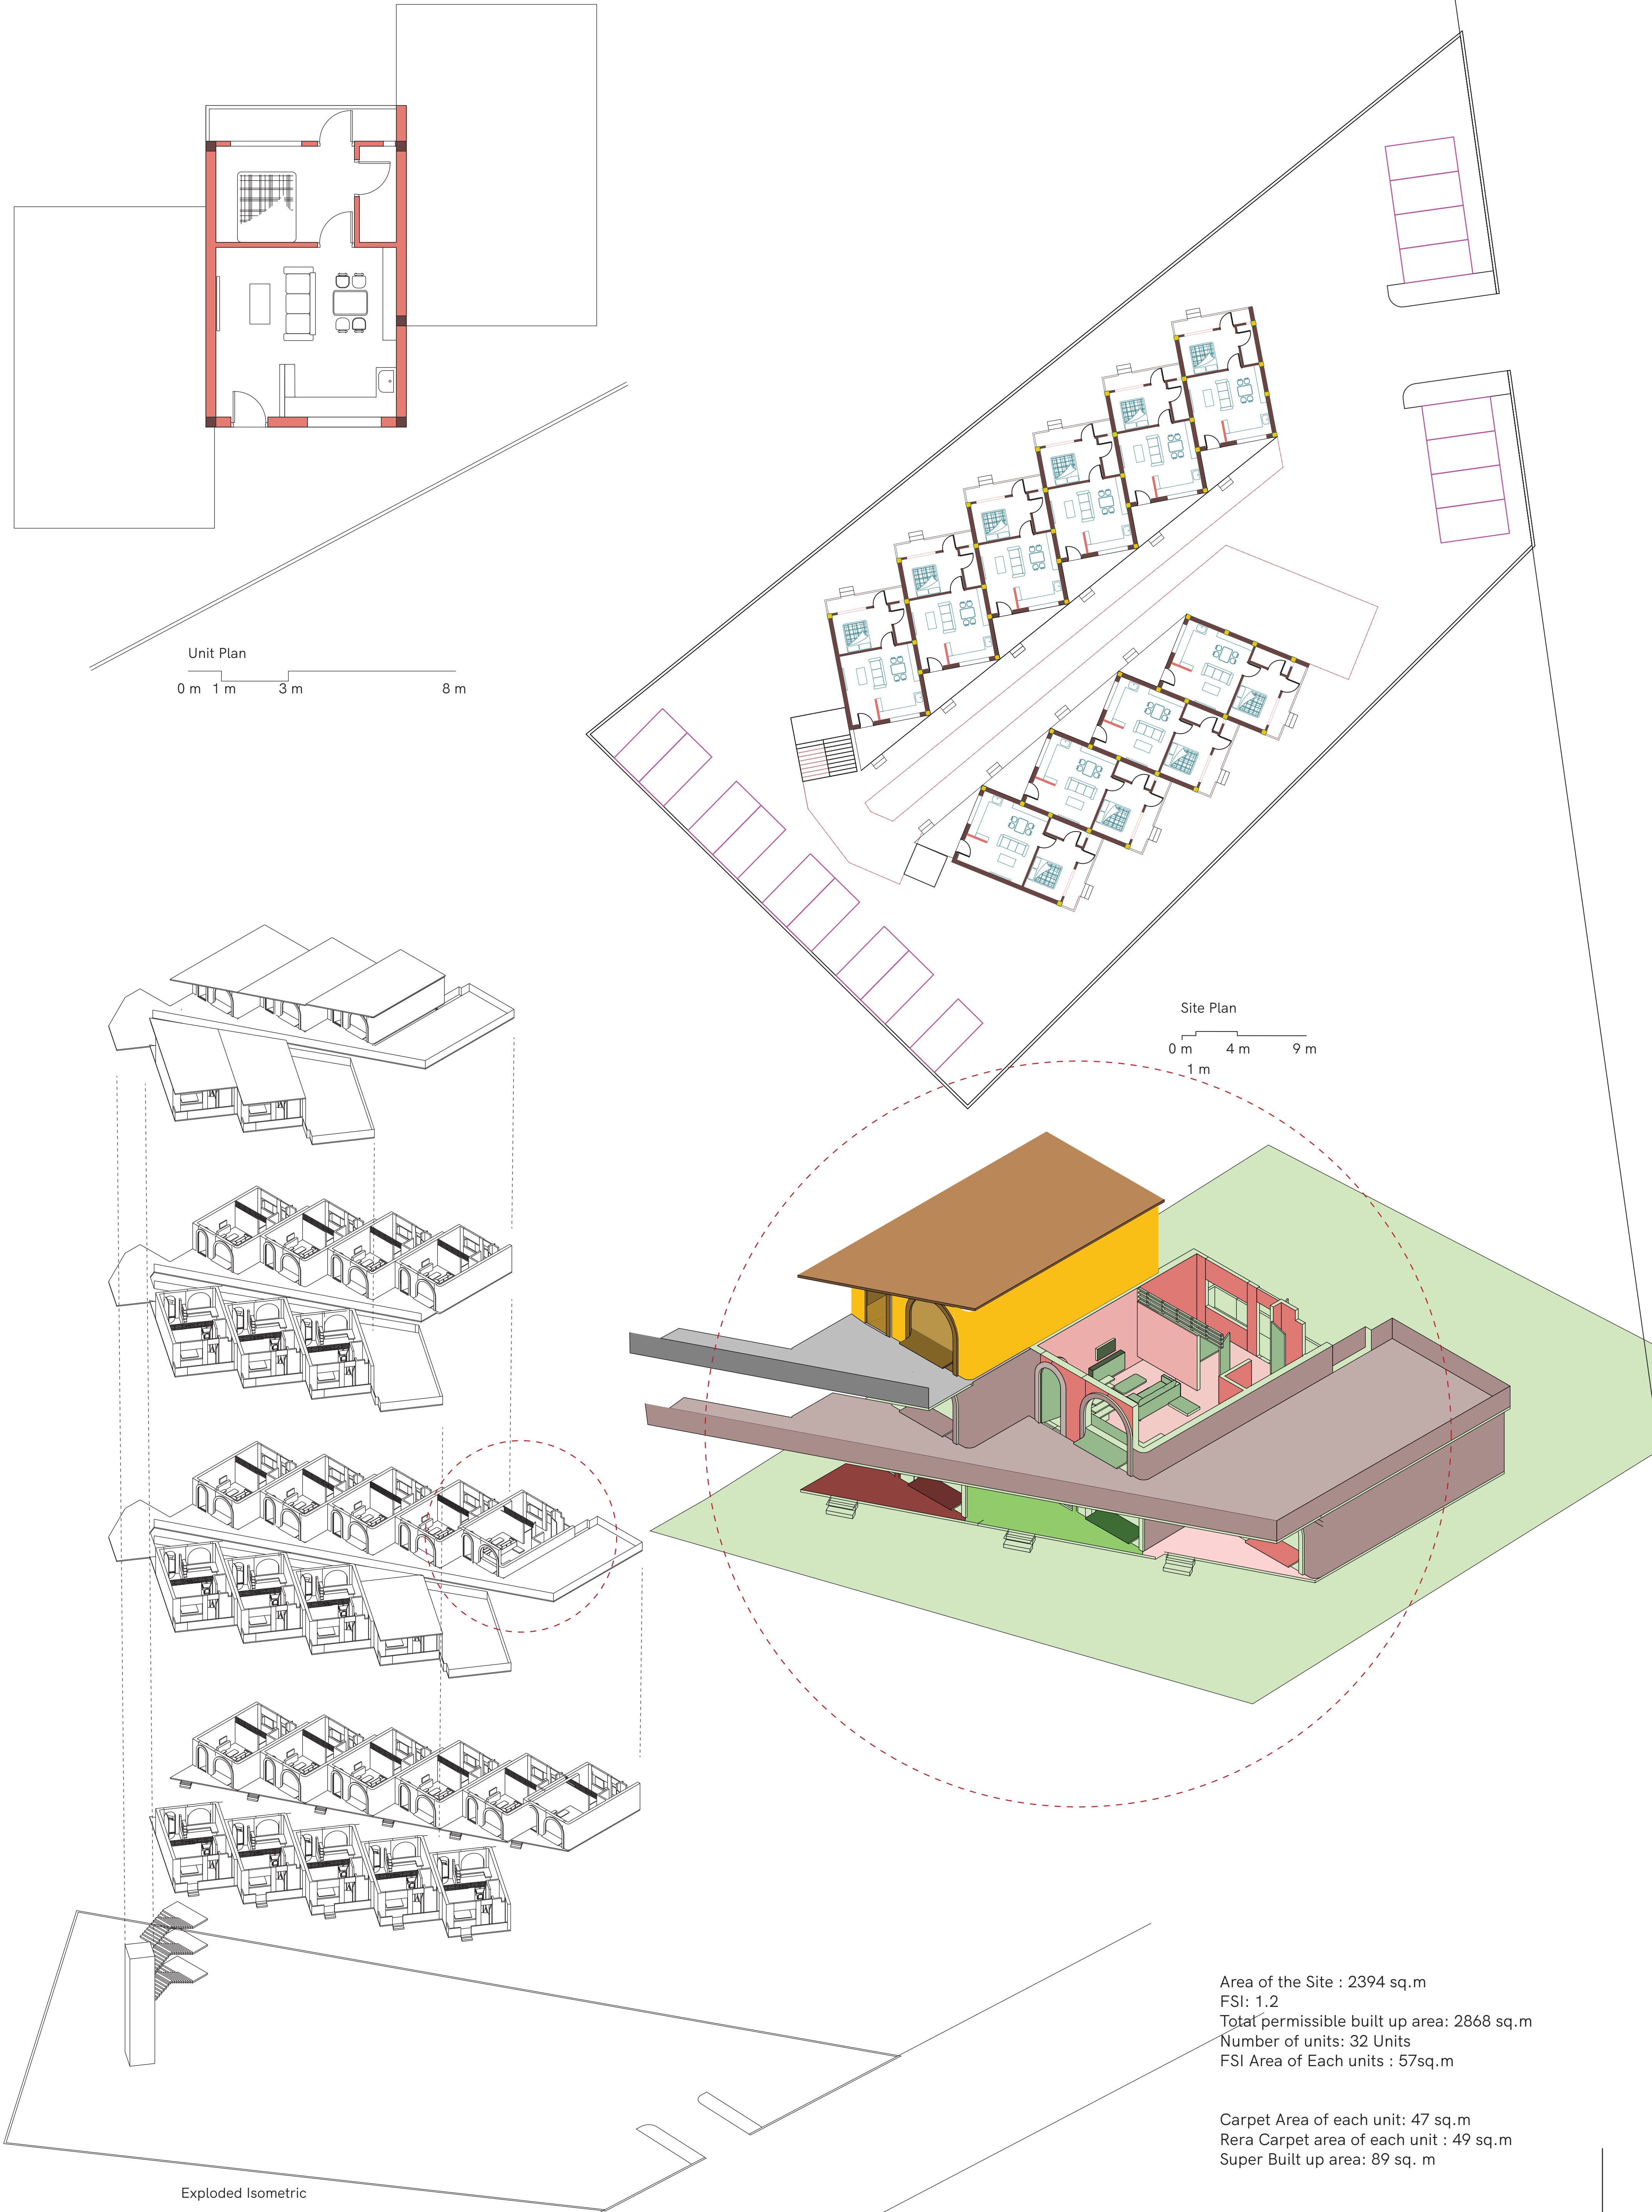 Unit Plan
0 m 1 m 3 m 8 m
Site Plan
0 m 4 m 9 m
1 m
Area of the Site : 2394 sq.m
FSI: 1.2
Total permissible built up area: 2868 sq.m
Number of units: 32 Units
FSI Area of Each units : 57sq.m
Carpet Area of each unit: 47 sq.m
Rera Carpet area of each unit : 49 sq.m
Super Built up area: 89 sq. m
Exploded Isometric